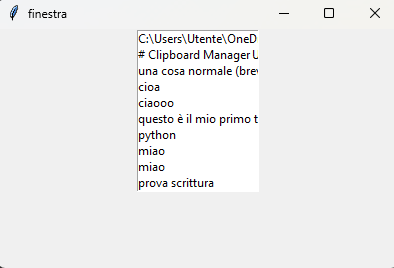 finestra
C:\Users\Utente\OneD
# Clipboard Manager U
una cosa normale (brev
cioa
ciaooo
questo è il mio primo t
python
miao
miao
prova scrittura